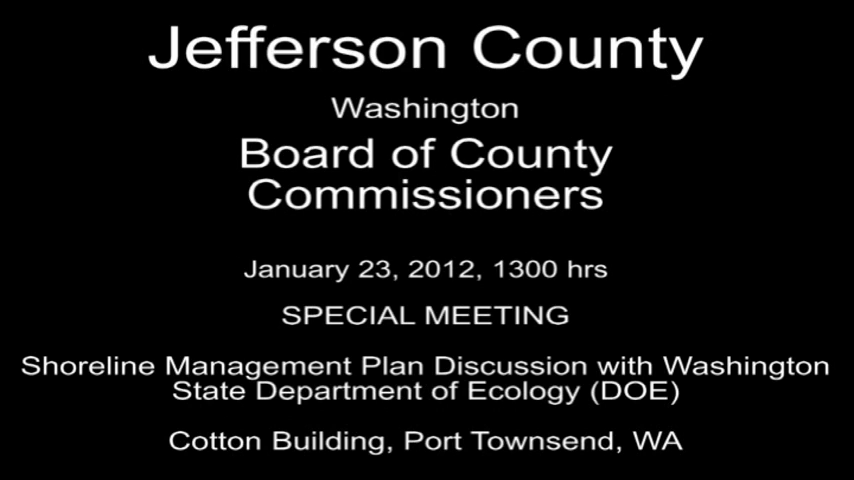 Jefferson County
Washington
Board of County
Commissioners
January 23, 2012, 1300 hrs
SPECIAL MEETING
Shoreline Management Plan Discussion with Washington
State Department of Ecology (DOE)
Cotton Building, Port Townsend, WA